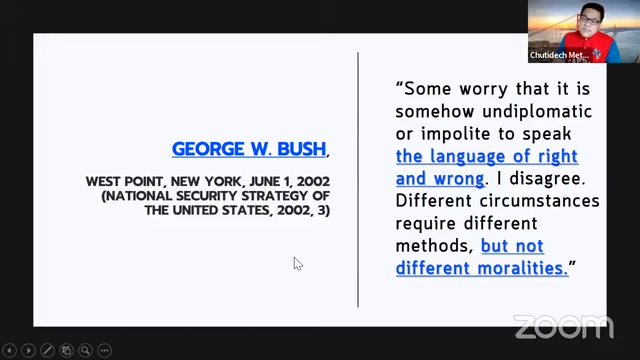 Chutidech Met...
GEORGE W. BUSH,
WEST POINT, NEW YORK, JUNE 1, 2002
(NATIONAL SECURITY STRATEGY OF
THE UNITED STATES, 2002, 3)
“Some worry that it is
somehow undiplomatic
or impolite to speak
the language of right
and wrong. I disagree.
Different circumstances
require different
methods, but not
different moralities.”
zoom